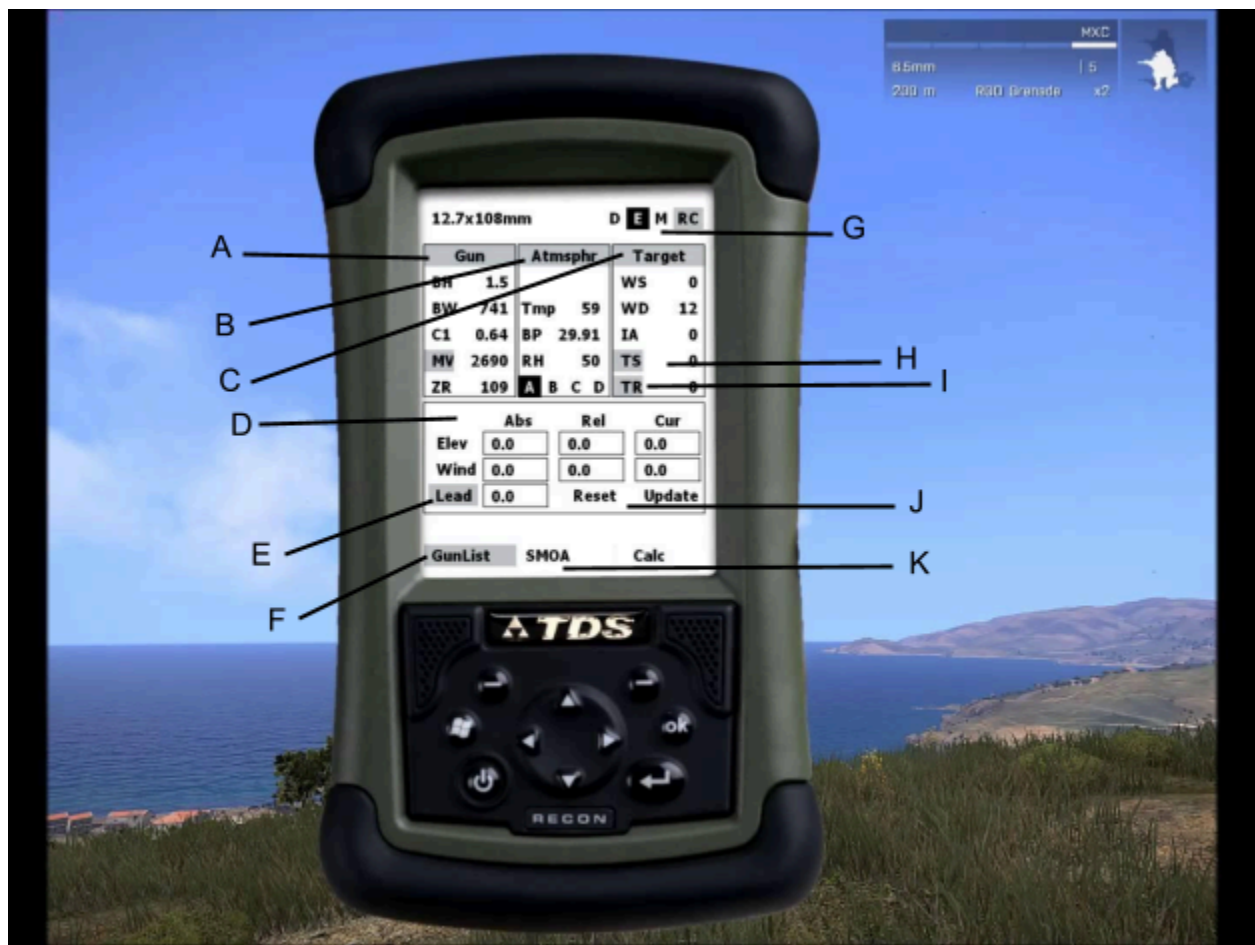 MXC
6.5mm | 5
200 m RGO Grenade x2
12.7x108mm D E M RC
G
A
Gun Atmsphr Target
BH 1.5 WS 0
B
BW 741 Tmp 59 WD 12
C1 0.64 BP 29.91 IA 0
H
MV 2690 RH 50 TS 0
C
I
ZR 109 A B C D TR 0
D
Abs Rel Cur
Elev 0.0 0.0 0.0
Wind 0.0 0.0 0.0
Lead 0.0 Reset Update
J
E
GunList SMOA Calc
K
F
TDS
ok
RECON